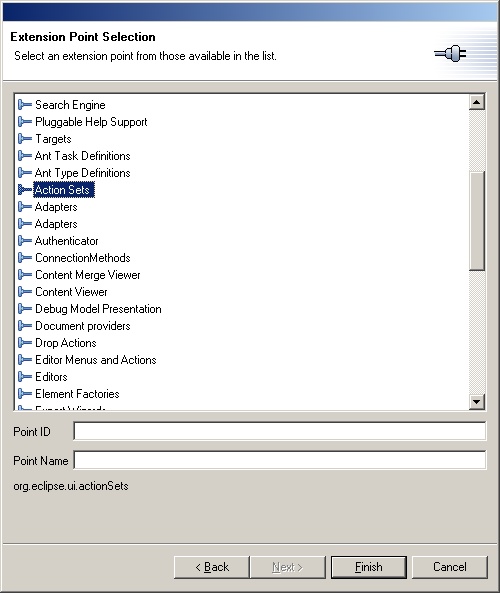 Extension Point Selection
Select an extension point from those available in the list.
Search Engine
Pluggable Help Support
Targets
Ant Task Definitions
Ant Type Definitions
Action Sets
Adapters
Adapters
Authenticator
ConnectionMethods
Content Merge Viewer
Content Viewer
Debug Model Presentation
Document providers
Drop Actions
Editor Menus and Actions
Editors
Element Factories
Export Wizards
Point ID
Point Name
org.eclipse.ui.actionSets
< Back
Next >
Finish
Cancel